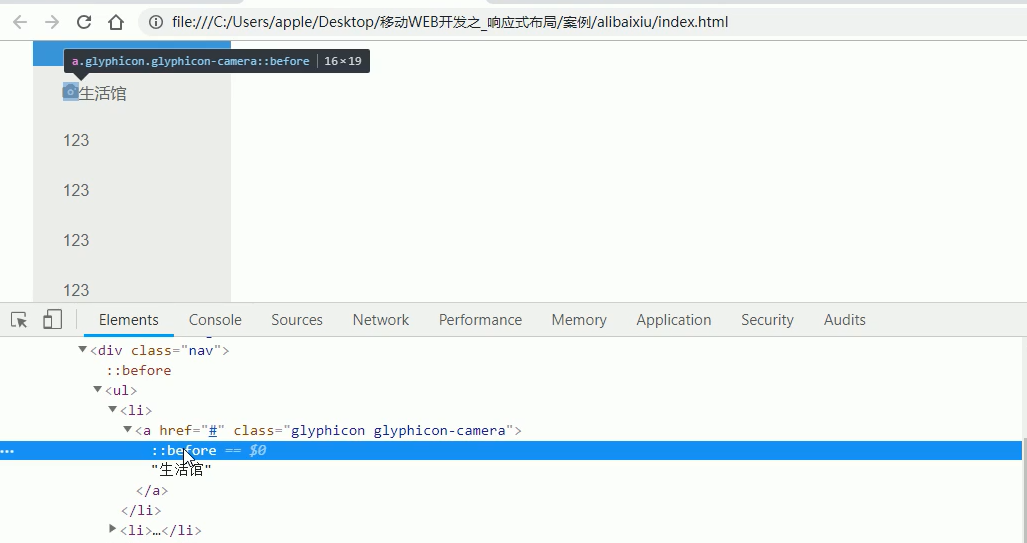 file:///C:/Users/apple/Desktop/移动WEB开发之_响应式布局/案例/alibaixiu/index.html
a.glyphicon.glyphicon-camera::before 16×19
生活馆
123
123
123
123
Elements Console Sources Network Performance Memory Application Security Audits
<div class="nav">
::before
<ul>
<li>
<a href="#" class="glyphicon glyphicon-camera">
::before == $0
"生活馆"
</a>
</li>
<li>…</li>